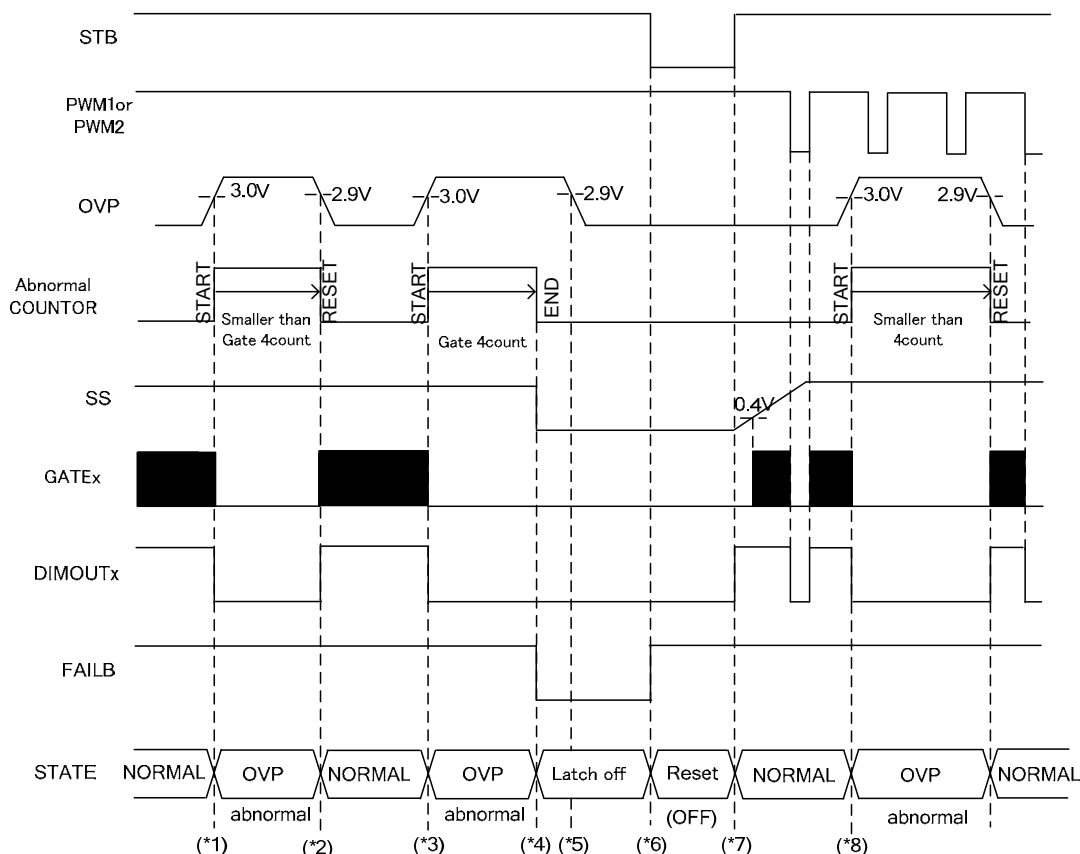 STB
PWM1or
PWM2
OVP
3.0V
2.9V
3.0V
2.9V
3.0V
2.9V
Abnormal
COUNTOR
START
RESET
START
END
START
RESET
Smaller than
Gate 4count
Gate 4count
Smaller than
4count
SS
0.4V
GATEx
DIMOUTx
FAILB
STATE
NORMAL
OVP
NORMAL
OVP
Latch off
Reset
NORMAL
OVP
NORMAL
abnormal
abnormal
(OFF)
abnormal
(*1)
(*2)
(*3)
(*4)
(*5)
(*6)
(*7)
(*8)